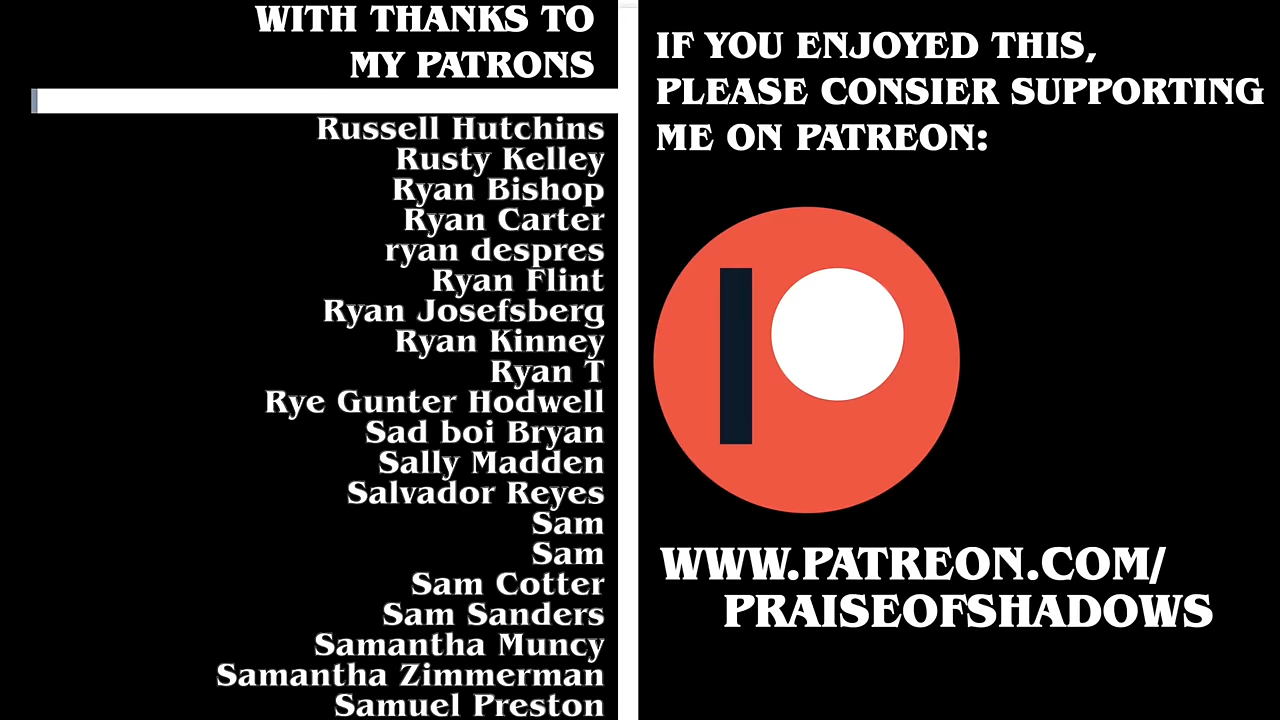 WITH THANKS TO
MY PATRONS
Russell Hutchins
Rusty Kelley
Ryan Bishop
Ryan Carter
ryan despres
Ryan Flint
Ryan Josefsberg
Ryan Kinney
Ryan T
Rye Gunter Hodwell
Sad boi Bryan
Sally Madden
Salvador Reyes
Sam
Sam
Sam Cotter
Sam Sanders
Samantha Muncy
Samantha Zimmerman
Samuel Preston
IF YOU ENJOYED THIS,
PLEASE CONSIER SUPPORTING
ME ON PATREON:
WWW.PATREON.COM/
PRAISEOFSHADOWS